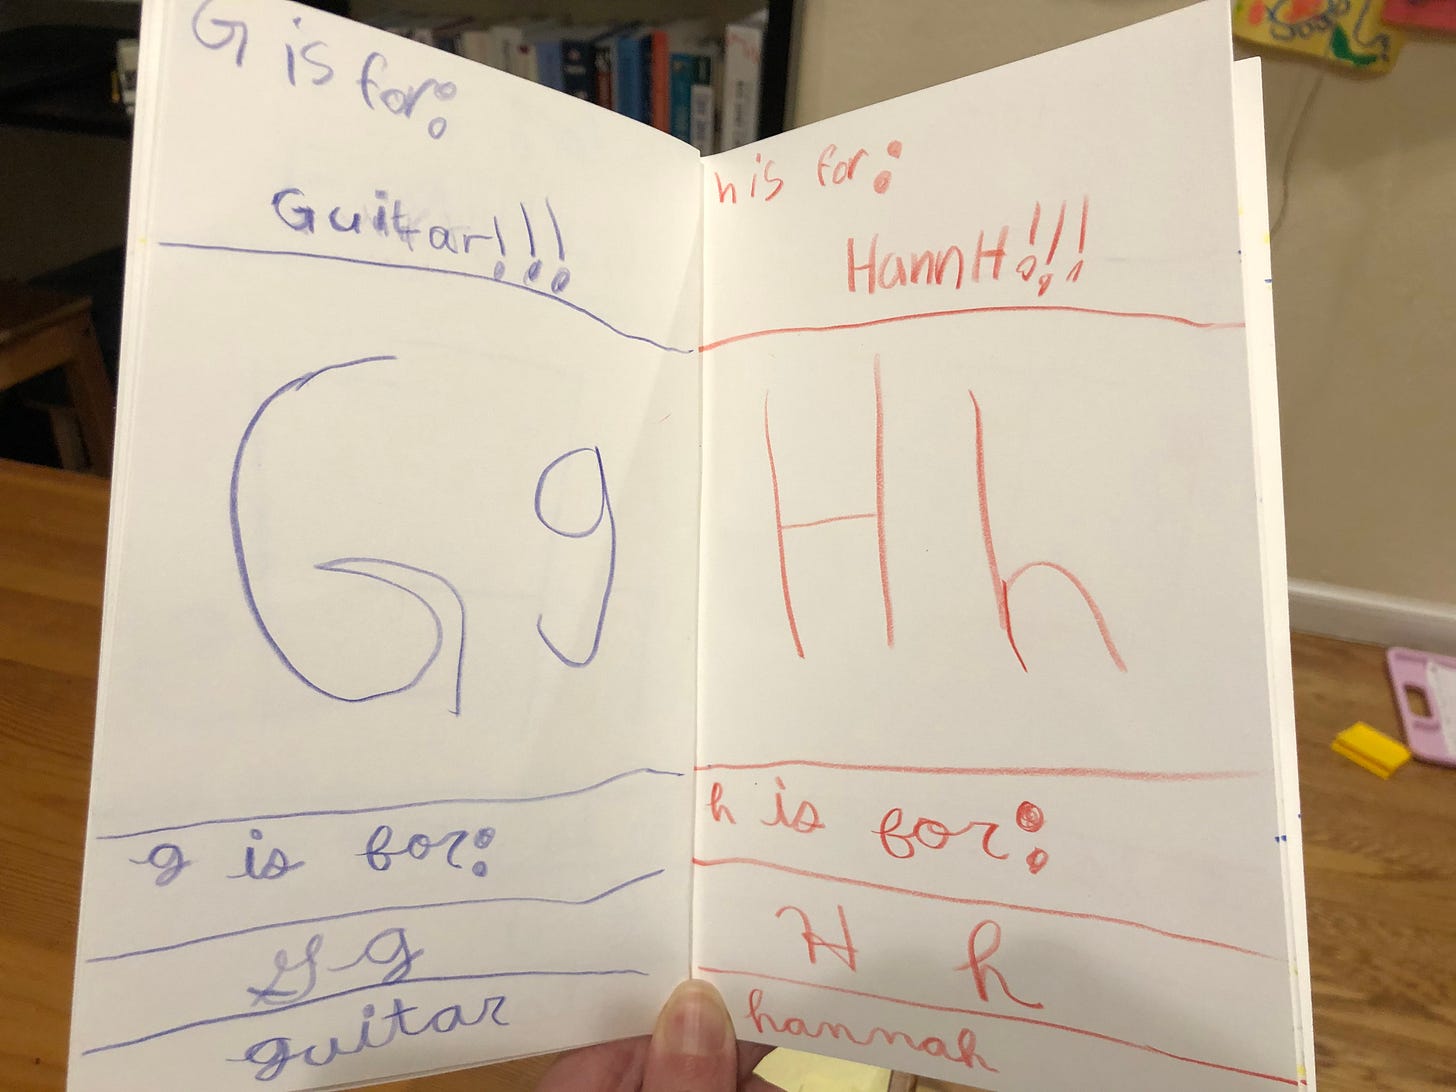 G is for:
Guitar!!!
G g
g is for:
G g
guitar
h is for:
HannH!!!
H h
h is for:
H h
hannah